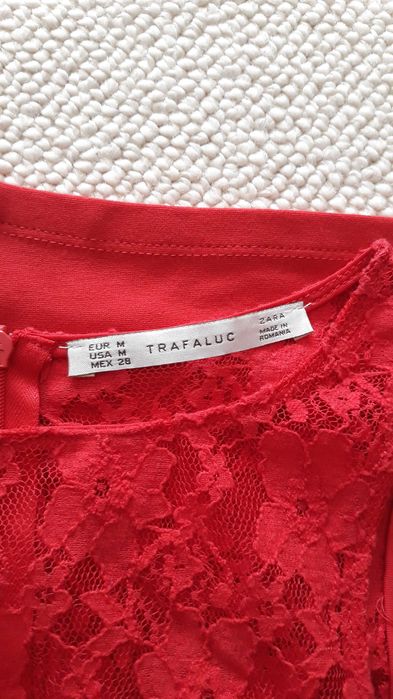 EUR M
USA M
MEX 28
TRAFALUC
ZARA
MADE IN
ROMANIA